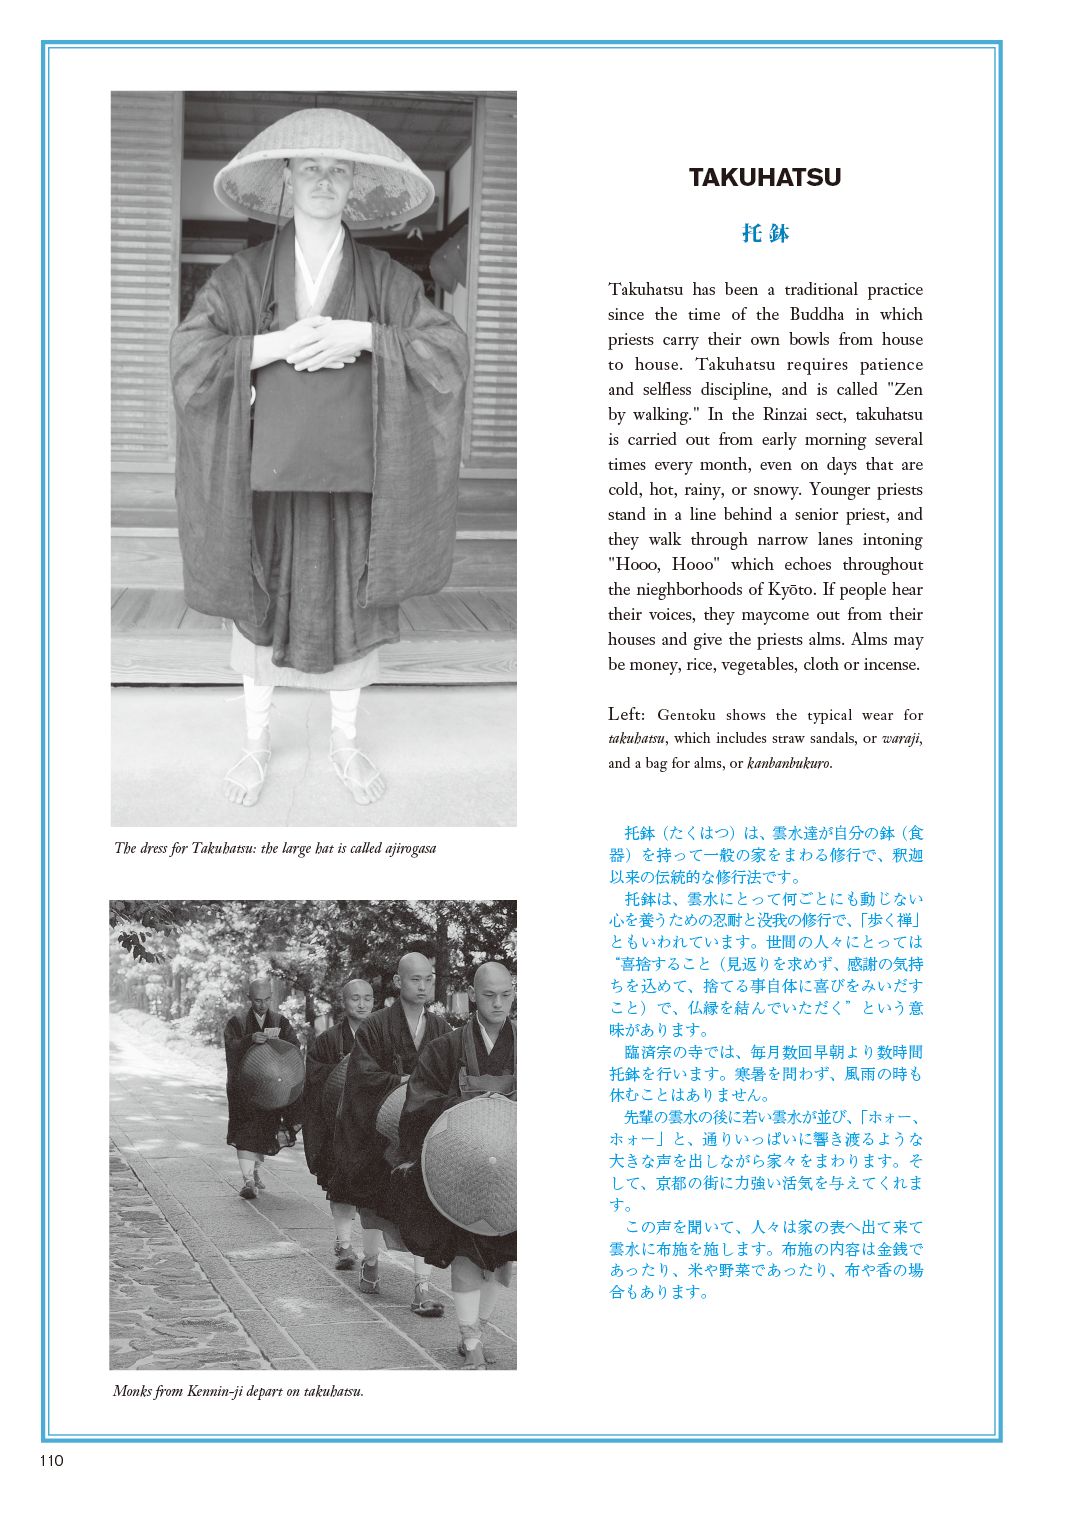 TAKUHATSU
托鉢
Takuhatsu has been a traditional practice
since the time of the Buddha in which
priests carry their own bowls from house
to house. Takuhatsu requires patience
and selfless discipline, and is called "Zen
by walking." In the Rinzai sect, takuhatsu
is carried out from early morning several
times every month, even on days that are
cold, hot, rainy, or snowy. Younger priests
stand in a line behind a senior priest, and
they walk through narrow lanes intoning
"Hooo, Hooo" which echoes throughout
the nieghborhoods of Kyōto. If people hear
their voices, they maycome out from their
houses and give the priests alms. Alms may
be money, rice, vegetables, cloth or incense.
Left: Gentoku shows the typical wear for
takuhatsu, which includes straw sandals, or waraji,
and a bag for alms, or kanbanbukuro.
托鉢（たくはつ）は、雲水達が自分の鉢（食
器）を持って一般の家をまわる修行で、釈迦
以来の伝統的な修行法です。
托鉢は、雲水にとって何ごとにも動じない
心を養うための忍耐と没我の修行で、「歩く禅」
ともいわれています。世間の人々にとっては
“喜捨すること（見返りを求めず、感謝の気持
ちを込めて、捨てる事自体に喜びをみいだす
こと）で、仏縁を結んでいただく”という意
味があります。
臨済宗の寺では、毎月数回早朝より数時間
托鉢を行います。寒暑を問わず、風雨の時も
休むことはありません。
先輩の雲水の後に若い雲水が並び、「ホォー、
ホォー」と、通りいっぱいに響き渡るような
大きな声を出しながら家々をまわります。そ
して、京都の街に力強い活気を与えてくれま
す。
この声を聞いて、人々は家の表へ出て来て
雲水に布施を施します。布施の内容は金銭で
あったり、米や野菜であったり、布や香の場
合もあります。
The dress for Takuhatsu: the large hat is called ajirogasa
Monks from Kennin-ji depart on takuhatsu.
110